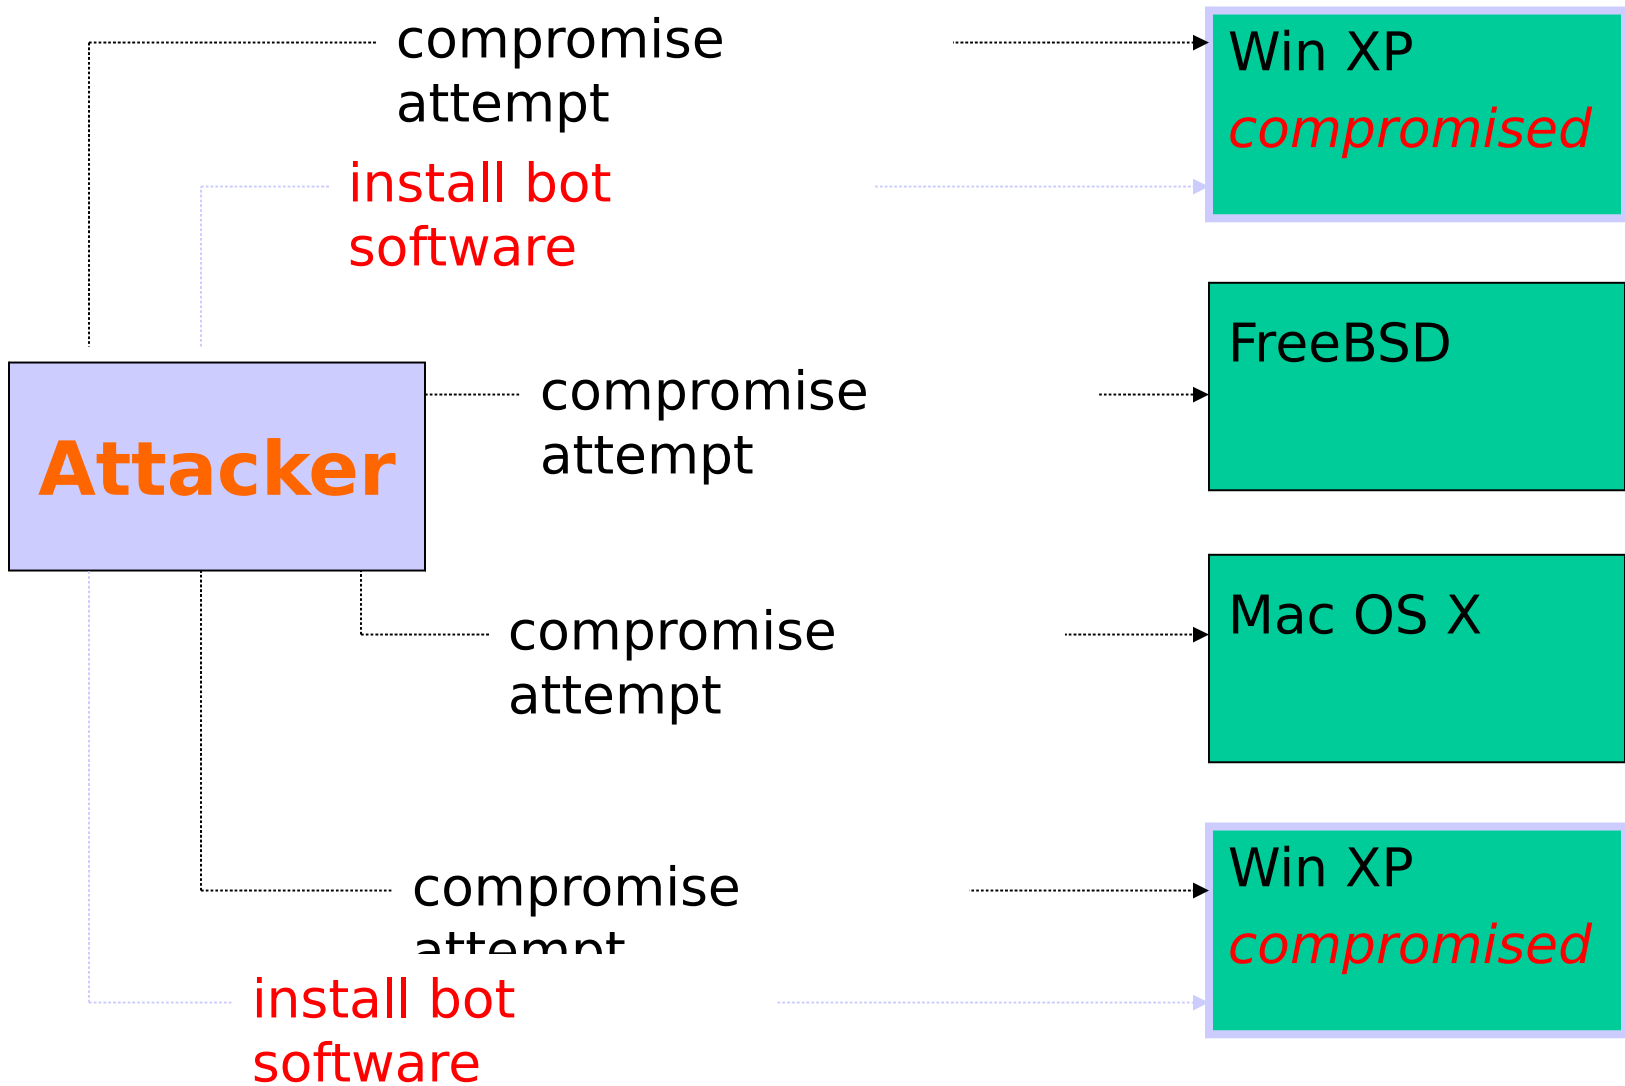 compromise
attempt
Win XP
compromised
install bot
software
FreeBSD
compromise
attempt
Attacker
Mac OS X
compromise
attempt
Win XP
compromise
attempt
compromised
install bot
software